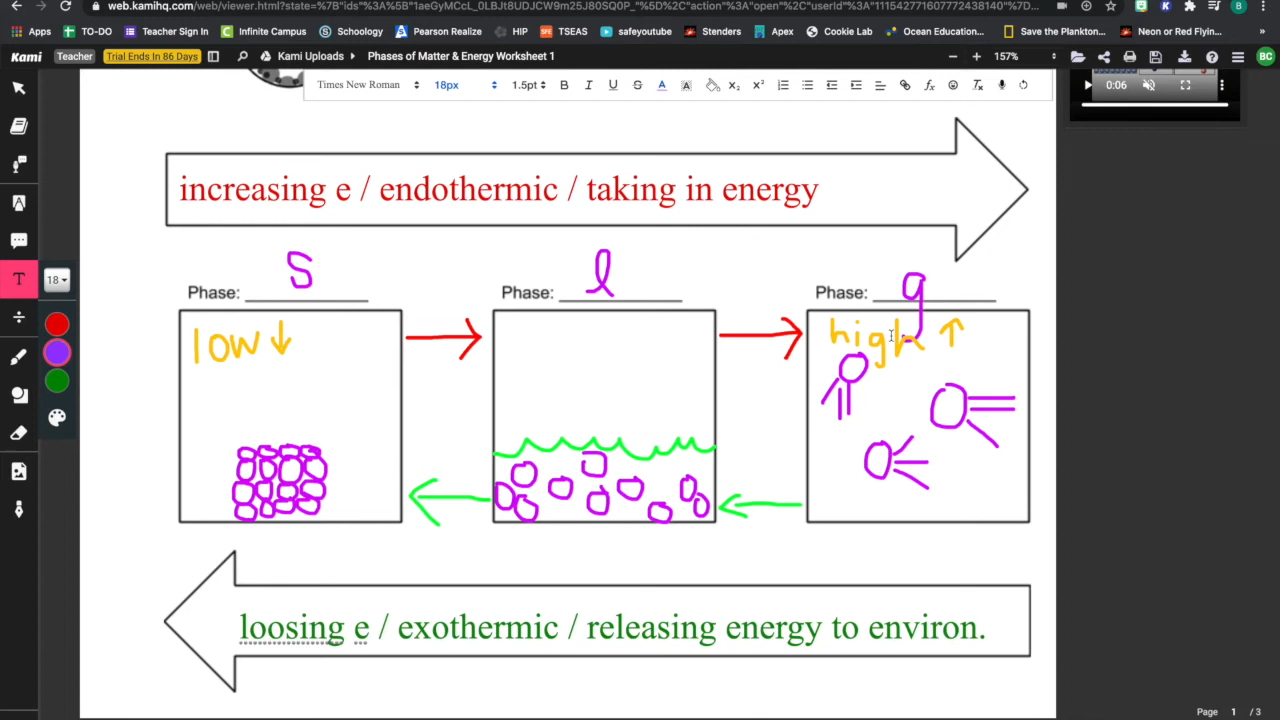 web.kamihq.com/web/viewer.html?state=%7B"ids"%3A%5B"1aeGyMCcL_0LBJt8UDJCW9m25J80SQ0P_"%5D%2C"action"%3A"open"%2C"userId"%3A"111542771607772438140"%7D...
Apps TO-DO Teacher Sign In Infinite Campus Schoology Pearson Realize HIP TSEAS safeyoutube Stenders Apex Cookie Lab Ocean Education... Save the Plankton... Neon or Red Flyin...
Kami Teacher Trial Ends In 86 Days Kami Uploads Phases of Matter & Energy Worksheet 1 157% BC
Times New Roman 18px 1.5pt B I U S A A X₂ X² fx 0:06
increasing e / endothermic / taking in energy
s l g
Phase: Phase: Phase:
18
low ↓ high ↑
loosing e / exothermic / releasing energy to environ.
Page 1 / 3